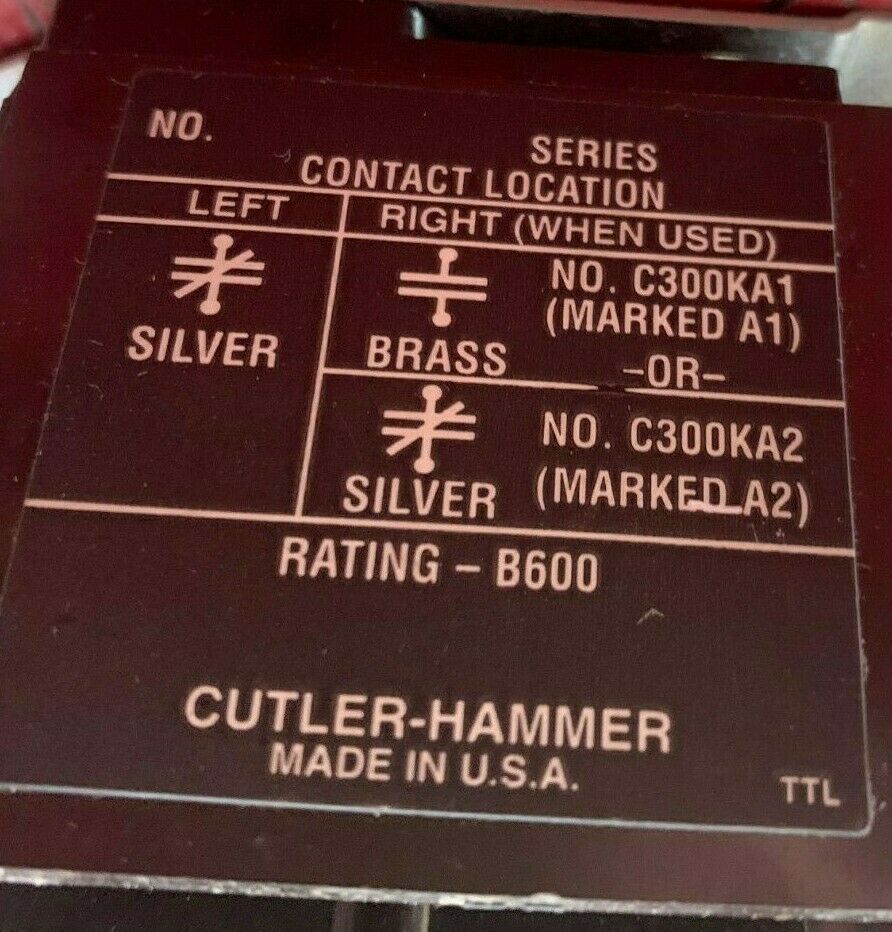 NO.
SERIES
CONTACT LOCATION
LEFT
RIGHT (WHEN USED)
SILVER
BRASS
NO. C300KA1
(MARKED A1)
–OR–
SILVER
NO. C300KA2
(MARKED A2)
RATING – B600
CUTLER-HAMMER
MADE IN U.S.A.
TTL